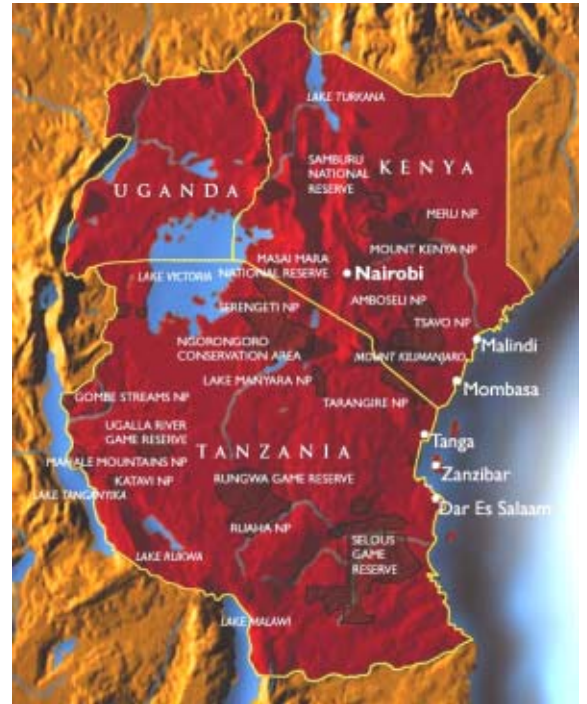 LAKE TURKANA
SAMBURU
NATIONAL
RESERVE
KENYA
UGANDA
MERU NP
MOUNT KENYA NP
MASAI MARA
NATIONAL RESERVE
LAKE VICTORIA
Nairobi
SERENGETI NP
AMBOSELI NP
TSAVO NP
NGORONGORO
CONSERVATION AREA
MOUNT KILIMANJARO
Malindi
LAKE MANYARA NP
Mombasa
GOMBE STREAMS NP
TARANGIRE NP
UGALLA RIVER
GAME RESERVE
Tanga
TANZANIA
MAHALE MOUNTAINS NP
KATAVI NP
RUNGWA GAME RESERVE
Zanzibar
LAKE TANGANYIKA
Dar Es Salaam
RUAHA NP
SELOUS
GAME
RESERVE
LAKE RUKWA
LAKE MALAWI